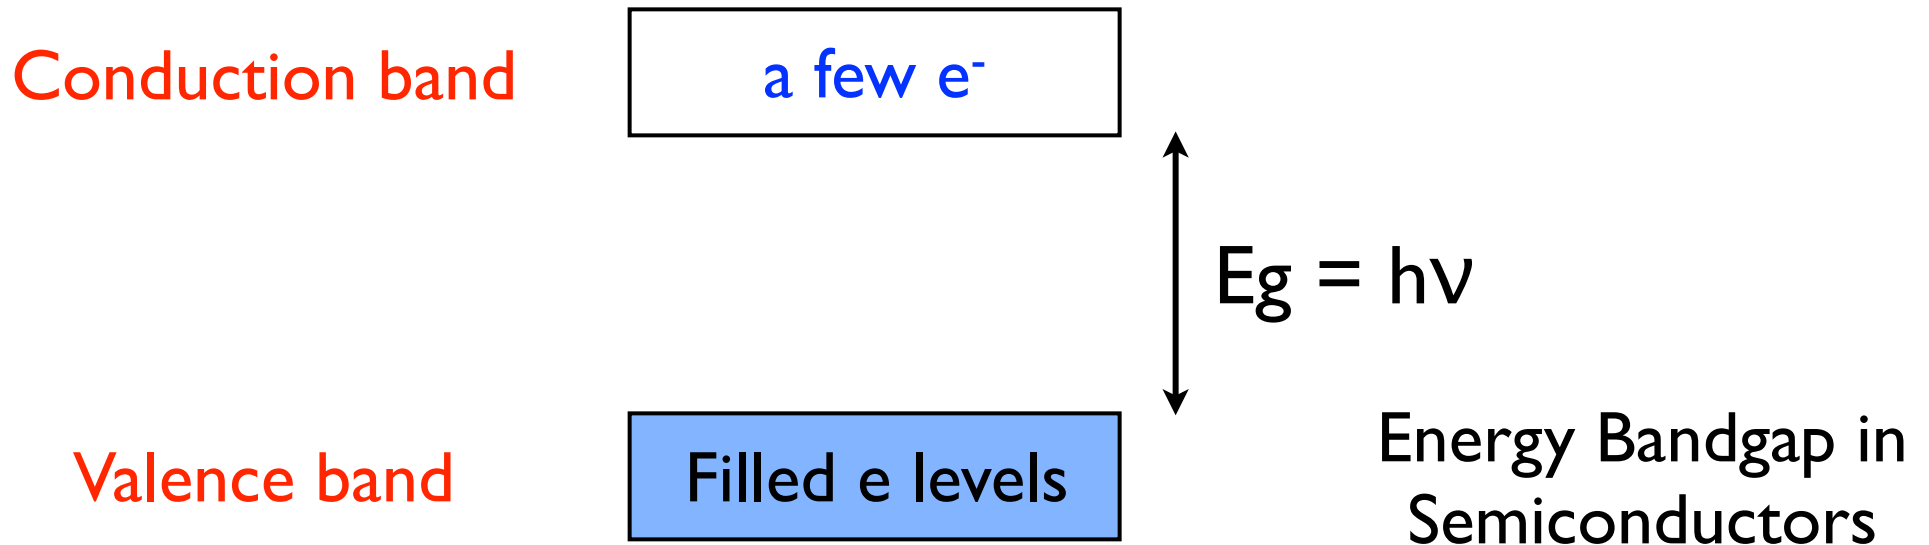 Conduction band
a few e⁻
Eg = hν
Valence band
Filled e levels
Energy Bandgap in
Semiconductors